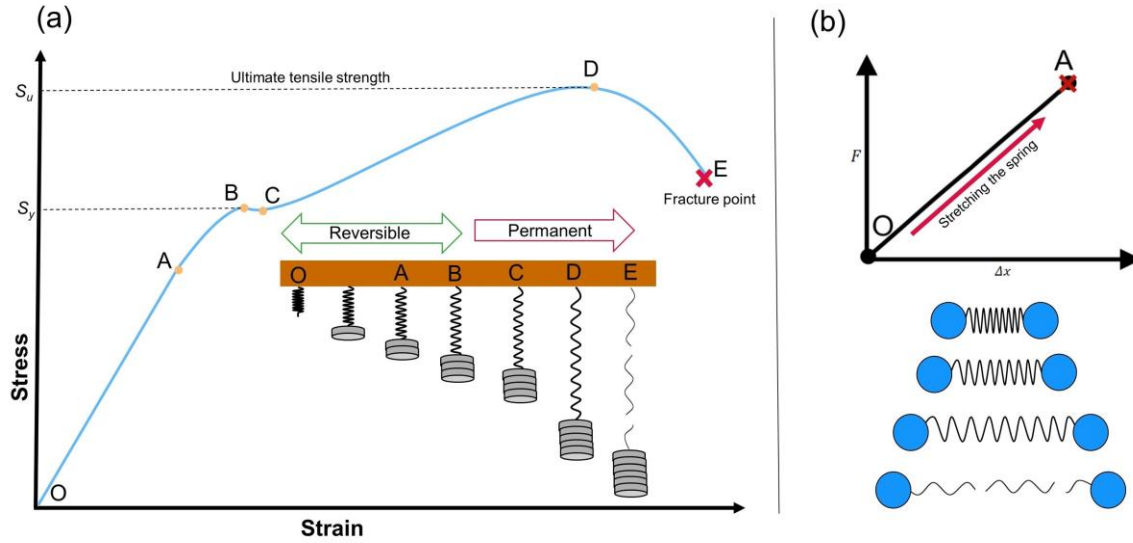 (a)
Stress
Strain
S_u
S_y
Ultimate tensile strength
O
A
B
C
D
E
Fracture point
Reversible
Permanent
O A B C D E
(b)
F
Δx
O
A
Stretching the spring